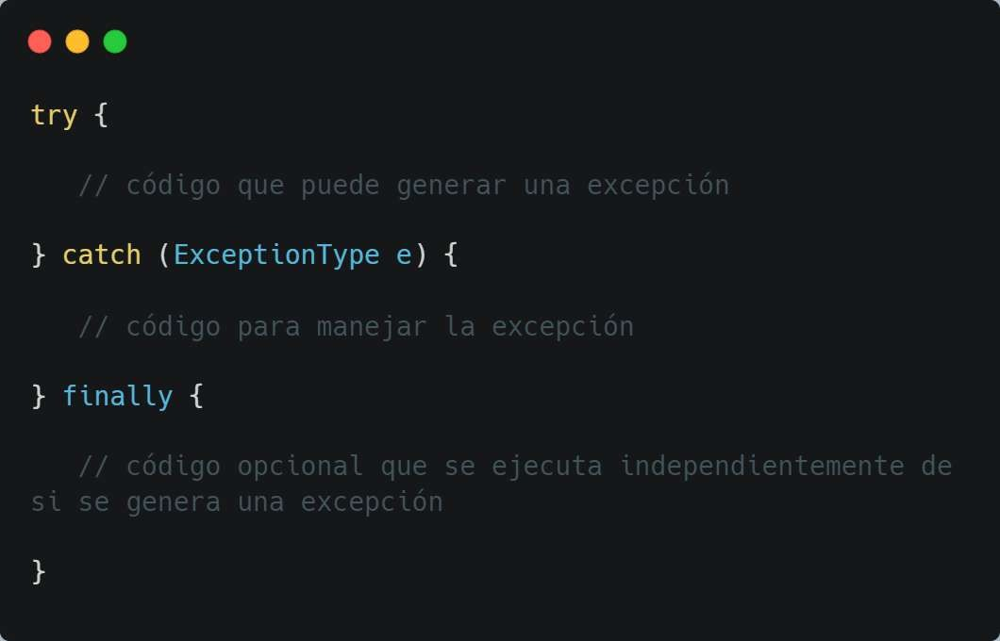 try {
// código que puede generar una excepción
} catch (ExceptionType e) {
// código para manejar la excepción
} finally {
// código opcional que se ejecuta independientemente de
si se genera una excepción
}